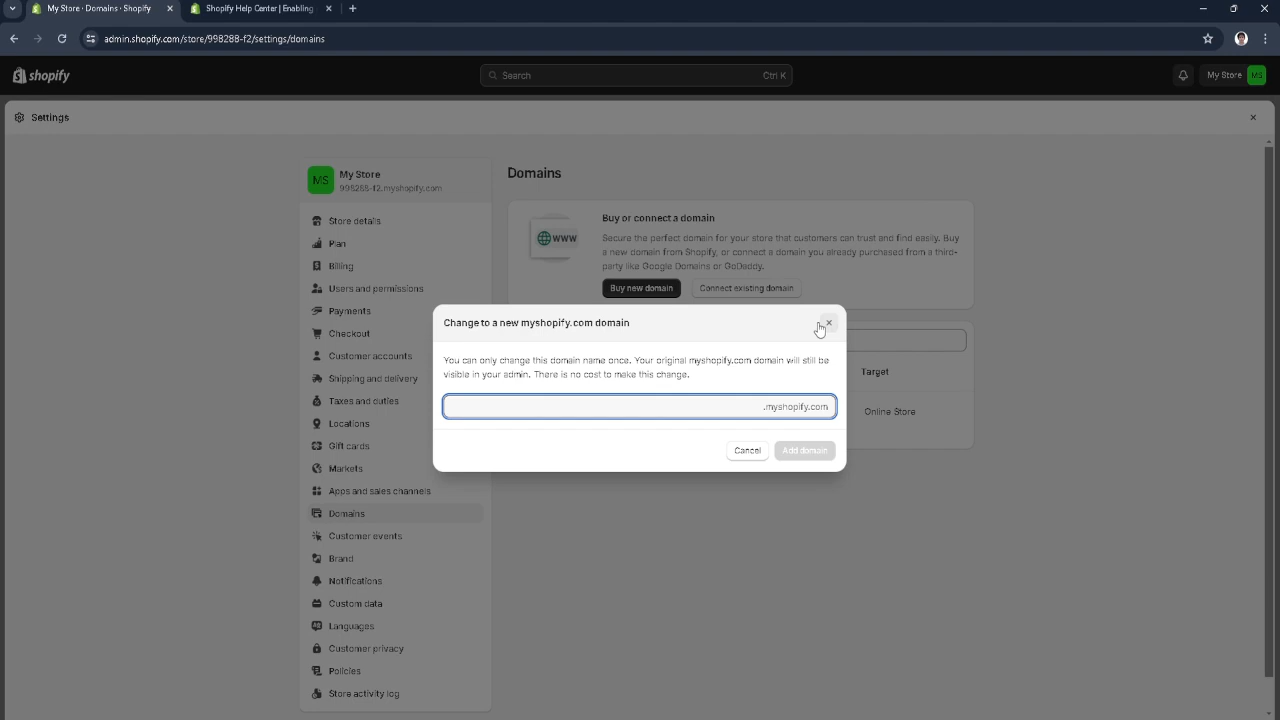 My Store · Domains · Shopify
Shopify Help Center | Enabling
admin.shopify.com/store/998288-f2/settings/domains
shopify
Search
Ctrl K
My Store
MS
Settings
MS
My Store
998288-f2.myshopify.com
Store details
Plan
Billing
Users and permissions
Payments
Checkout
Customer accounts
Shipping and delivery
Taxes and duties
Locations
Gift cards
Markets
Apps and sales channels
Domains
Customer events
Brand
Notifications
Custom data
Languages
Customer privacy
Policies
Store activity log
Domains
WWW
Buy or connect a domain
Secure the perfect domain for your store that customers can trust and find easily. Buy
a new domain from Shopify, or connect a domain you already purchased from a third-
party like Google Domains or GoDaddy.
Buy new domain
Connect existing domain
Target
Online Store
Change to a new myshopify.com domain
You can only change this domain name once. Your original myshopify.com domain will still be
visible in your admin. There is no cost to make this change.
.myshopify.com
Cancel
Add domain